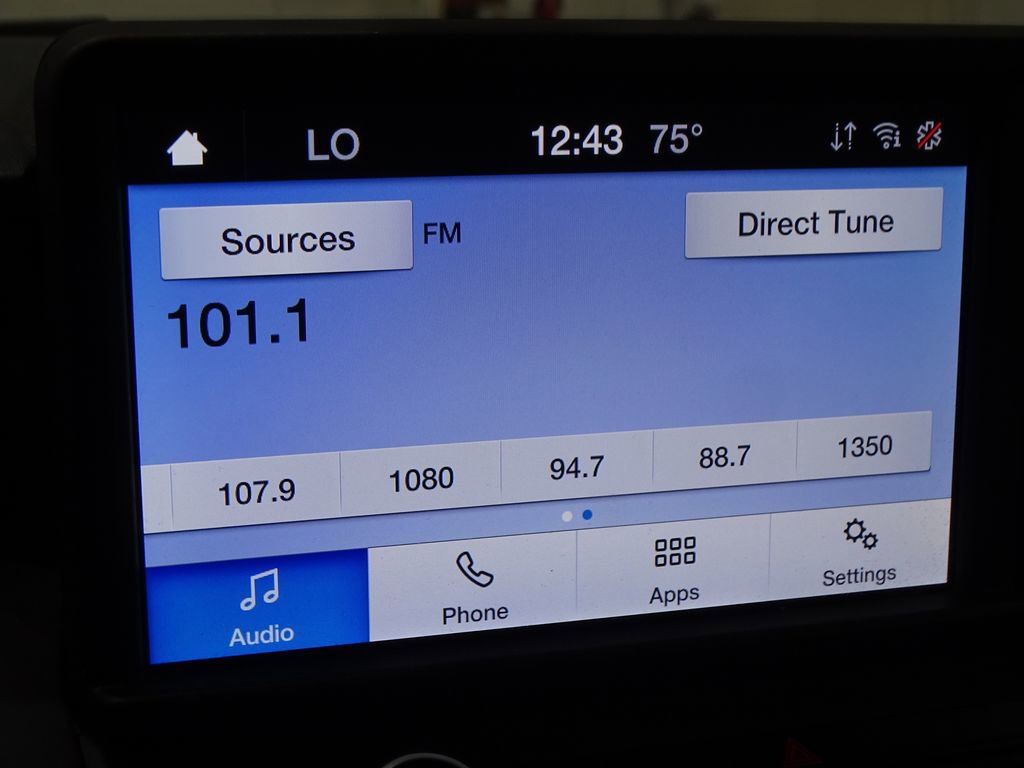 LO 12:43 75°
Sources FM Direct Tune
101.1
107.9 1080 94.7 88.7 1350
Audio Phone Apps Settings